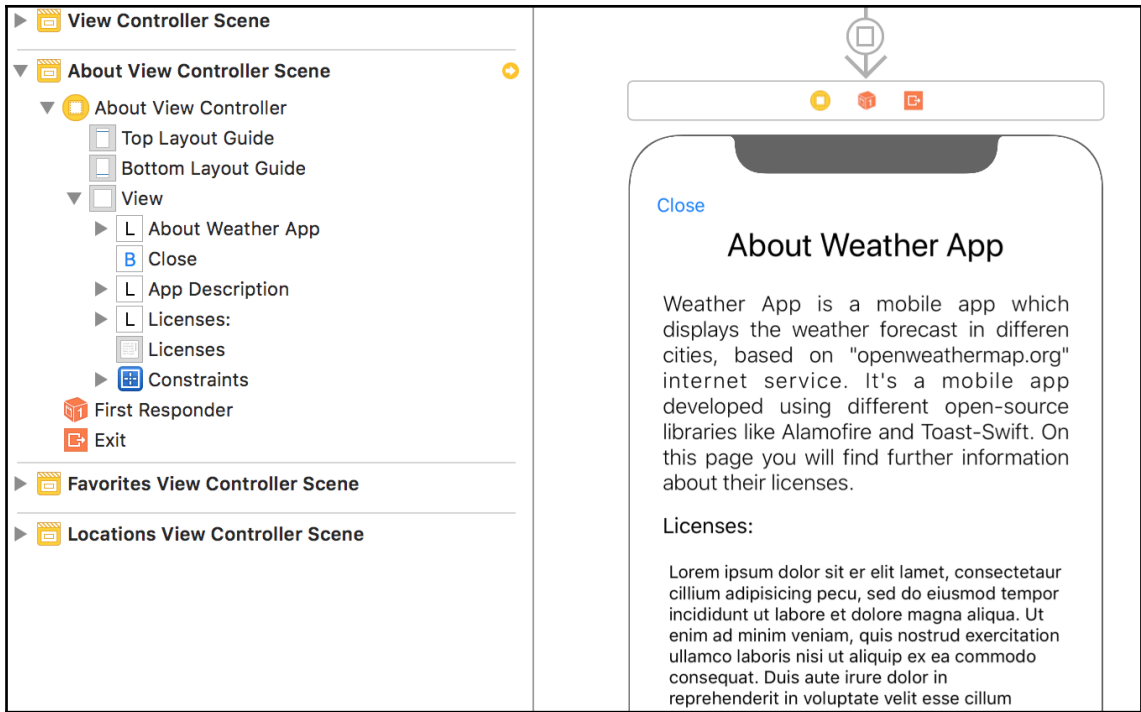 View Controller Scene
About View Controller Scene
About View Controller
Top Layout Guide
Bottom Layout Guide
View
L About Weather App
B Close
L App Description
L Licenses:
Licenses
Constraints
First Responder
Exit
Favorites View Controller Scene
Locations View Controller Scene
Close
About Weather App
Weather App is a mobile app which
displays the weather forecast in differen
cities, based on "openweathermap.org"
internet service. It's a mobile app
developed using different open-source
libraries like Alamofire and Toast-Swift. On
this page you will find further information
about their licenses.
Licenses:
Lorem ipsum dolor sit er elit lamet, consectetaur
cillium adipisicing pecu, sed do eiusmod tempor
incididunt ut labore et dolore magna aliqua. Ut
enim ad minim veniam, quis nostrud exercitation
ullamco laboris nisi ut aliquip ex ea commodo
consequat. Duis aute irure dolor in
reprehenderit in voluptate velit esse cillum